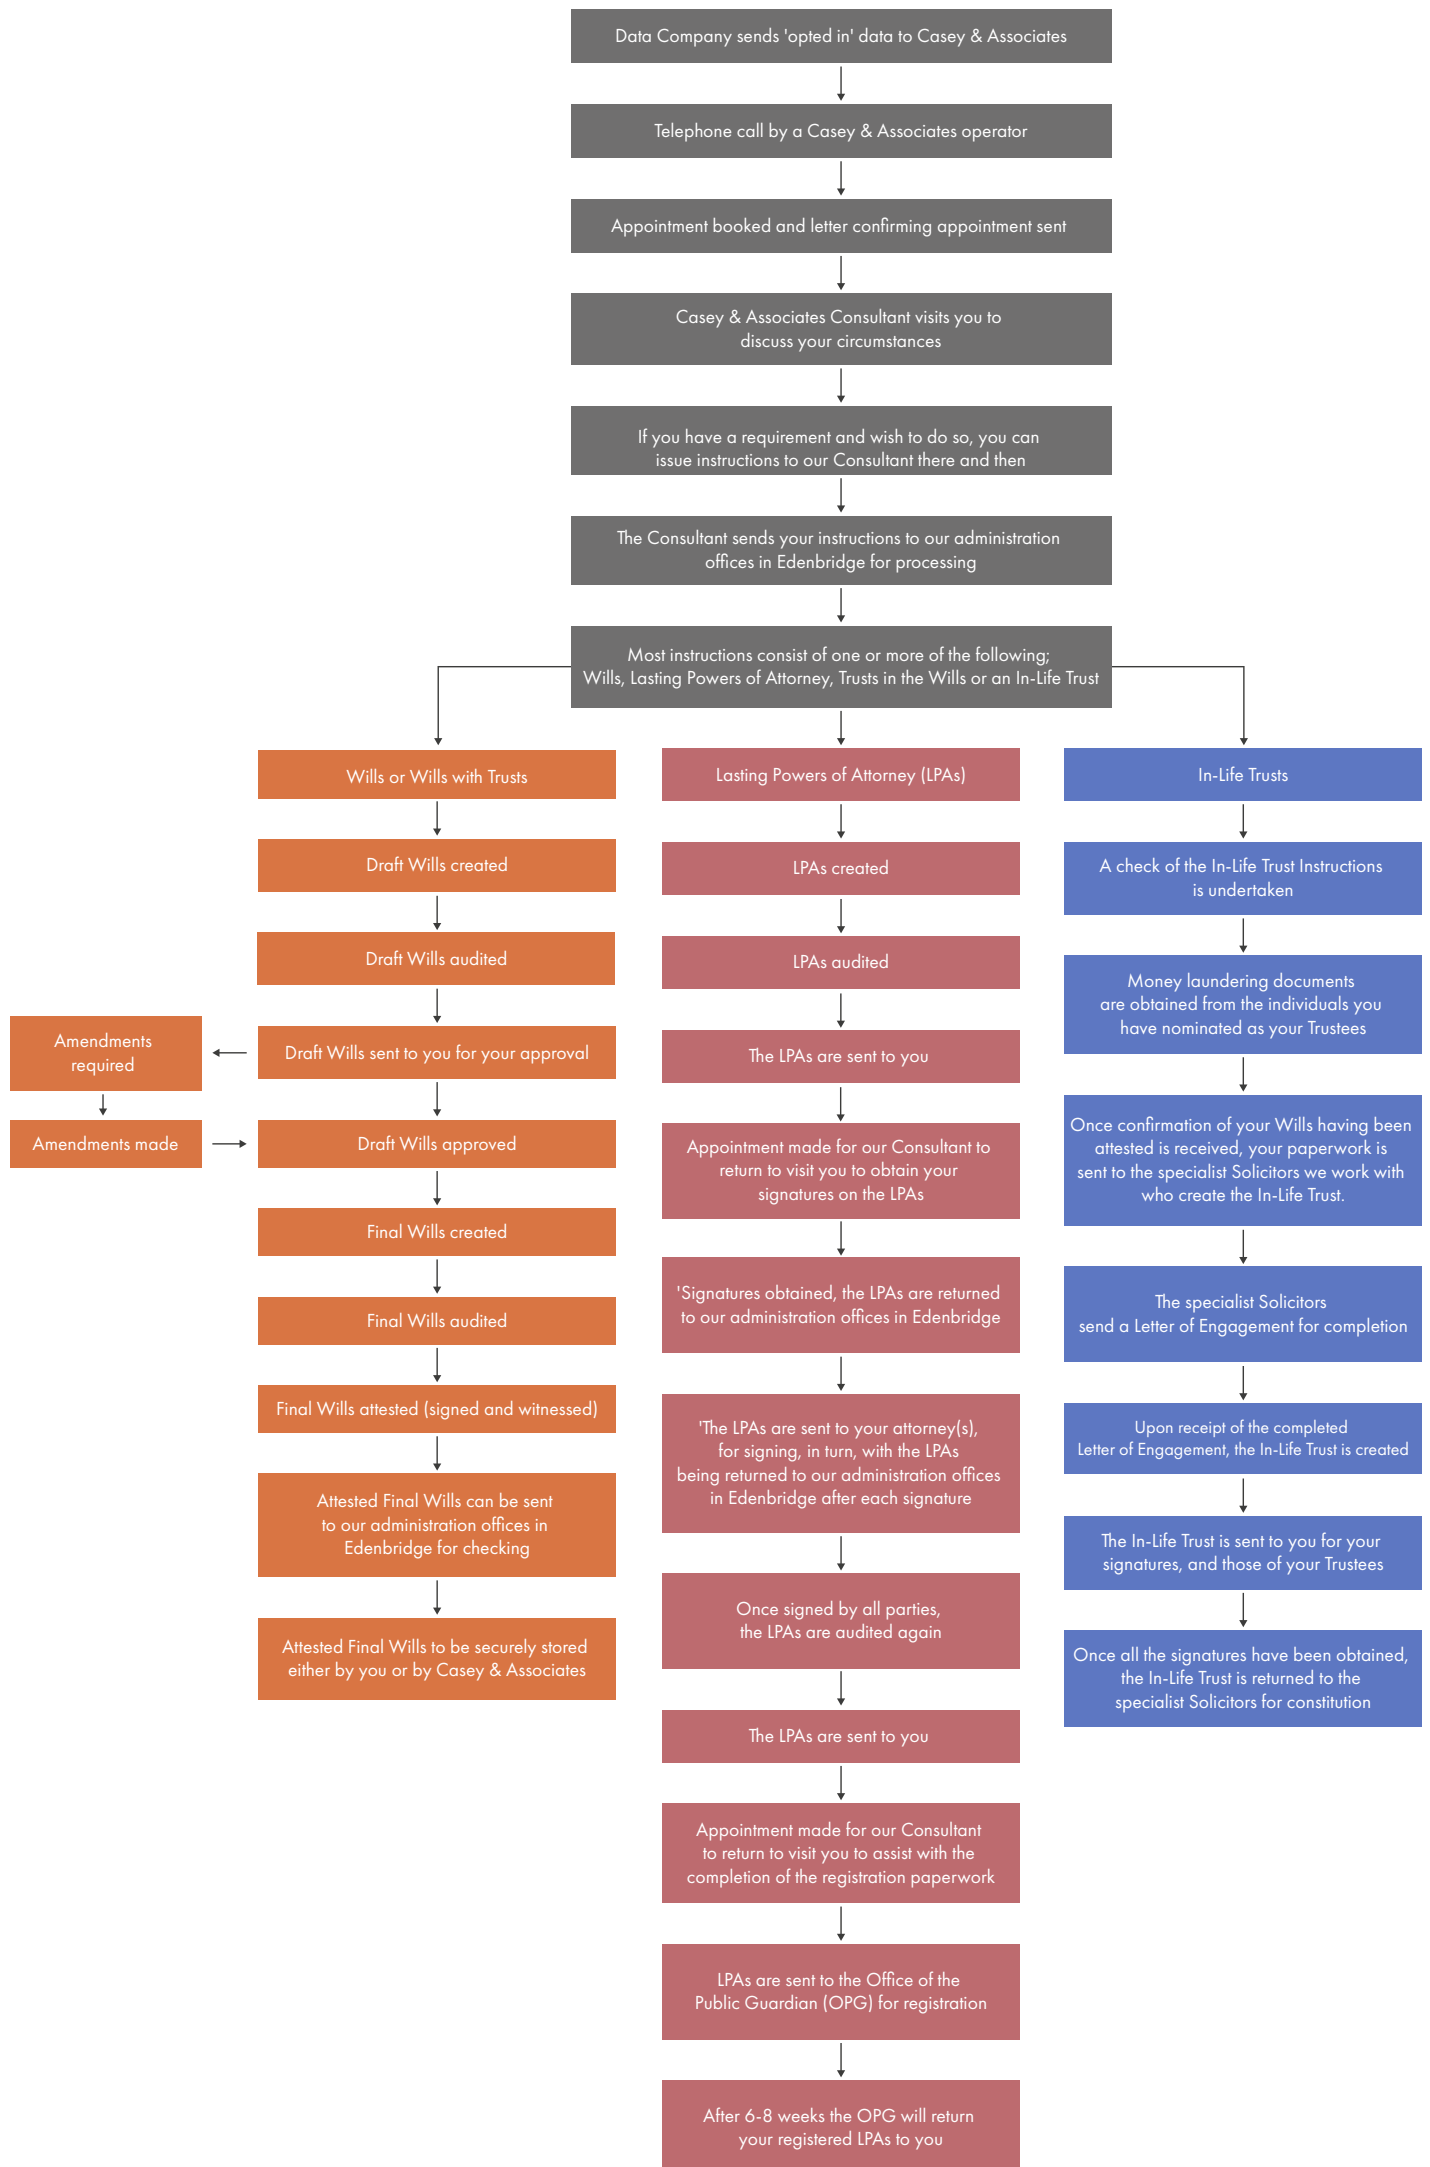 Data Company sends 'opted in' data to Casey & Associates
Telephone call by a Casey & Associates operator
Appointment booked and letter confirming appointment sent
Casey & Associates Consultant visits you to
discuss your circumstances
If you have a requirement and wish to do so, you can
issue instructions to our Consultant there and then
The Consultant sends your instructions to our administration
offices in Edenbridge for processing
Most instructions consist of one or more of the following;
Wills, Lasting Powers of Attorney, Trusts in the Wills or an In-Life Trust
Wills or Wills with Trusts
Draft Wills created
Draft Wills audited
Draft Wills sent to you for your approval
Amendments
required
Amendments made
Draft Wills approved
Final Wills created
Final Wills audited
Final Wills attested (signed and witnessed)
Attested Final Wills can be sent
to our administration offices in
Edenbridge for checking
Attested Final Wills to be securely stored
either by you or by Casey & Associates
Lasting Powers of Attorney (LPAs)
LPAs created
LPAs audited
The LPAs are sent to you
Appointment made for our Consultant to
return to visit you to obtain your
signatures on the LPAs
'Signatures obtained, the LPAs are returned
to our administration offices in Edenbridge
'The LPAs are sent to your attorney(s),
for signing, in turn, with the LPAs
being returned to our administration offices
in Edenbridge after each signature
Once signed by all parties,
the LPAs are audited again
The LPAs are sent to you
Appointment made for our Consultant
to return to visit you to assist with the
completion of the registration paperwork
LPAs are sent to the Office of the
Public Guardian (OPG) for registration
After 6-8 weeks the OPG will return
your registered LPAs to you
In-Life Trusts
A check of the In-Life Trust Instructions
is undertaken
Money laundering documents
are obtained from the individuals you
have nominated as your Trustees
Once confirmation of your Wills having been
attested is received, your paperwork is
sent to the specialist Solicitors we work with
who create the In-Life Trust.
The specialist Solicitors
send a Letter of Engagement for completion
Upon receipt of the completed
Letter of Engagement, the In-Life Trust is created
The In-Life Trust is sent to you for your
signatures, and those of your Trustees
Once all the signatures have been obtained,
the In-Life Trust is returned to the
specialist Solicitors for constitution